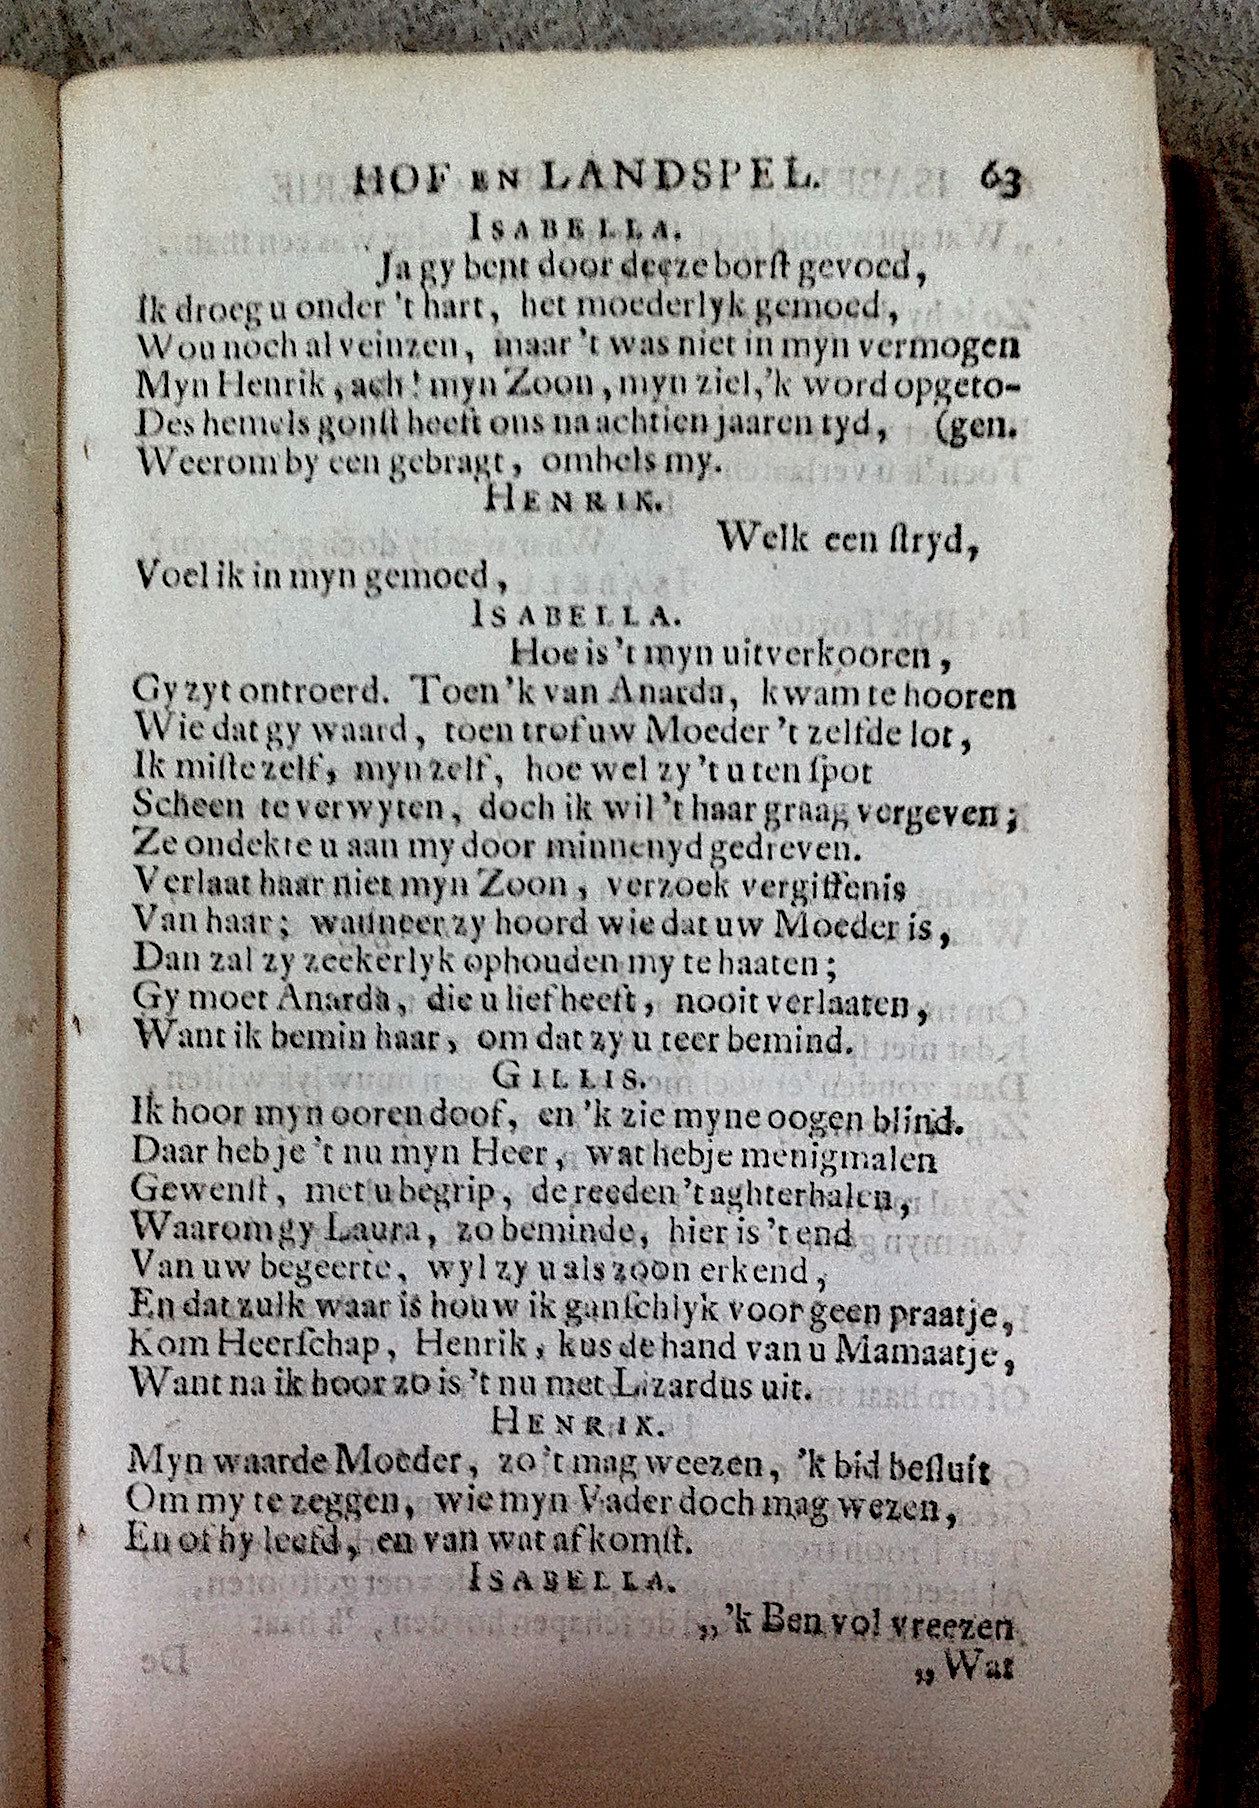 HOF EN LANDSPEL. 63
ISABELLA.
Ja gy bent door deeze borſt gevoed,
Ik droeg u onder 't hart, het moederlyk gemoed,
Wou noch al veinzen, maar 't was niet in myn vermogen
Myn Henrik, ach! myn Zoon, myn ziel, 'k word opgeto-
Des hemels gonſt heeft ons na achtien jaaren tyd, (gen.
Weerom by een gebragt, omhels my.
HENRIK.
Welk een ſtryd,
Voel ik in myn gemoed,
ISABELLA.
Hoe is 't myn uitverkooren,
Gy zyt ontroerd. Toen 'k van Anarda, kwam te hooren
Wie dat gy waard, toen trof uw Moeder 't zelfde lot,
Ik miſte zelf, myn zelf, hoe wel zy 't u ten ſpot
Scheen te verwyten, doch ik wil 't haar graag vergeven;
Ze ondekte u aan my door minnenyd gedreven.
Verlaat haar niet myn Zoon, verzoek vergiffenis
Van haar; wanneer zy hoord wie dat uw Moeder is,
Dan zal zy zeekerlyk ophouden my te haaten;
Gy moet Anarda, die u lief heeft, nooit verlaaten,
Want ik bemin haar, om dat zy u teer bemind.
GILLIS.
Ik hoor myn ooren doof, en 'k zie myne oogen blind.
Daar heb je 't nu myn Heer, wat hebje menigmalen
Gewenſt, met u begrip, de reeden 't aghterhalen,
Waarom gy Laura, zo beminde, hier is 't end
Van uw begeerte, wyl zy u als zoon erkend,
En dat zulk waar is houw ik ganſchlyk voor geen praatje,
Kom Heerſchap, Henrik, kus de hand van u Mamaatje,
Want na ik hoor zo is 't nu met Lizardus uit.
HENRIK.
Myn waarde Moeder, zo 't mag weezen, 'k bid beſluit
Om my te zeggen, wie myn Vader doch mag wezen,
En of hy leefd, en van wat afkomſt.
ISABELLA.
„ 'k Ben vol vreezen
„ Wat